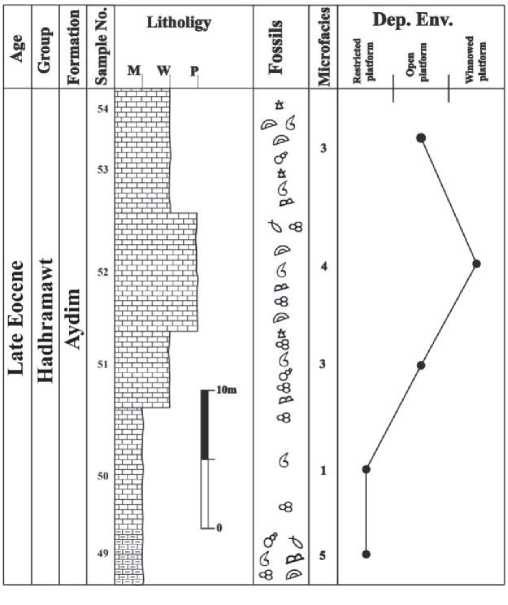 Age
Group
Formation
Sample No.
Litholigy
M W P
Fossils
Microfacies
Dep. Env.
Restricted
platform
Open
platform
Winnowed
platform
Late Eocene
Hadhramawt
Aydim
54
53
52
51
50
49
10m
0
3
4
3
1
5